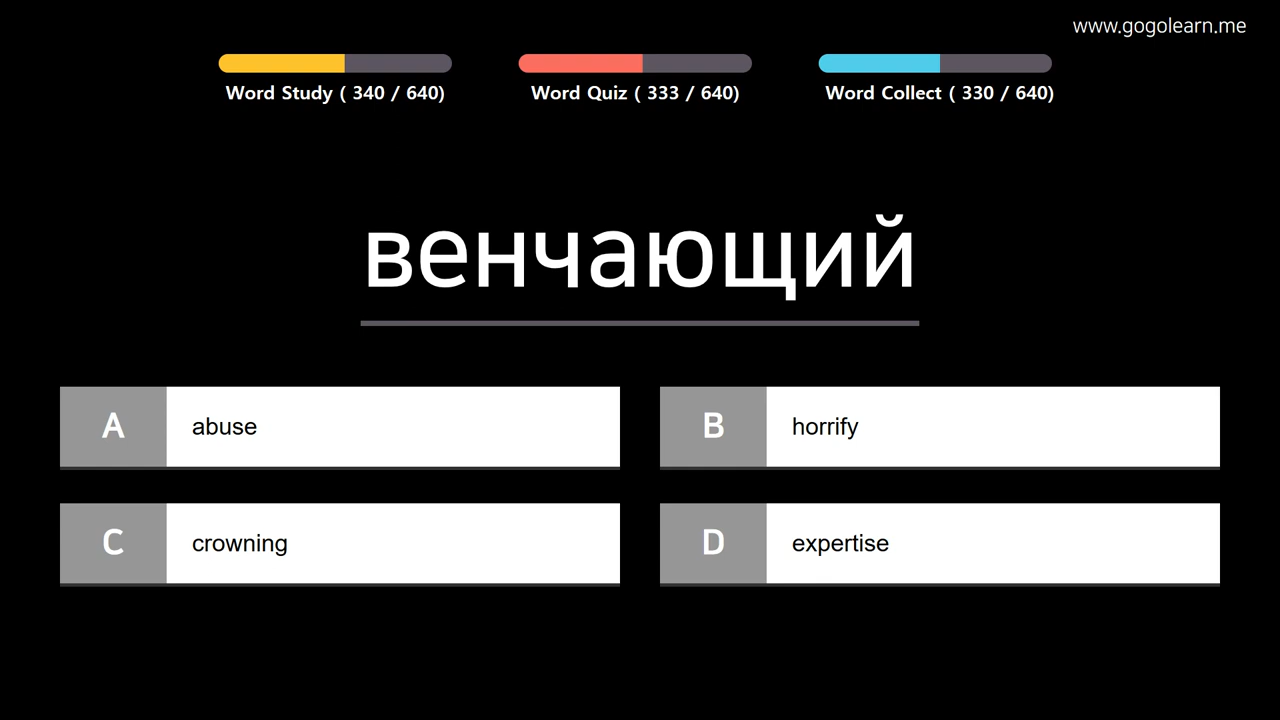 www.gogolearn.me
Word Study ( 340 / 640)
Word Quiz ( 333 / 640)
Word Collect ( 330 / 640)
венчающий
A abuse
B horrify
C crowning
D expertise